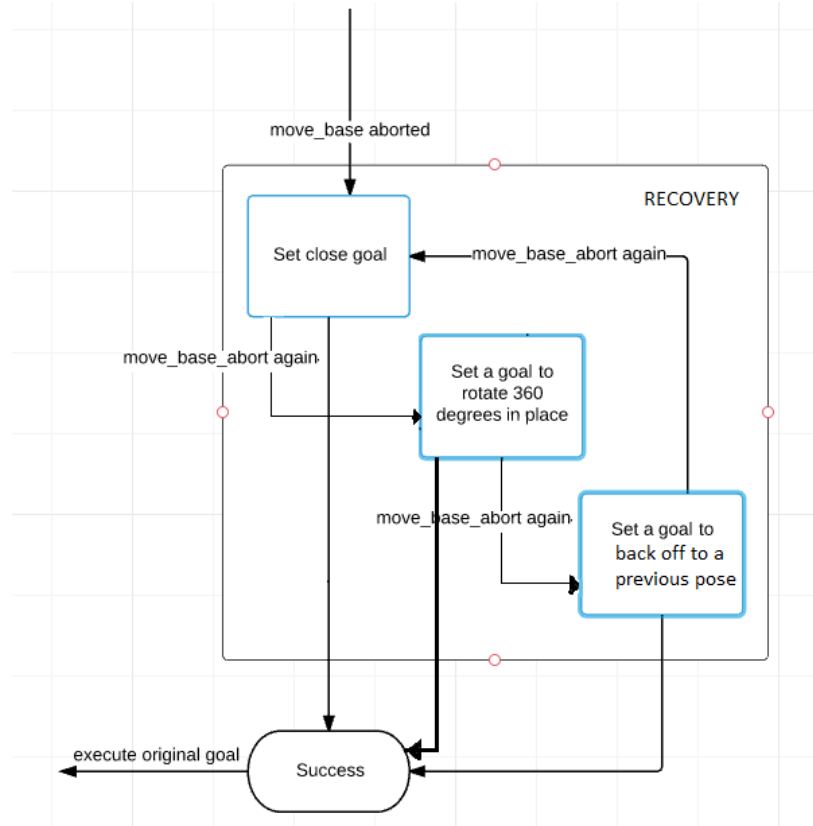 move_base aborted
RECOVERY
Set close goal
move_base_abort again
move_base_abort again
Set a goal to
rotate 360
degrees in place
move_base_abort again
Set a goal to
back off to a
previous pose
execute original goal
Success